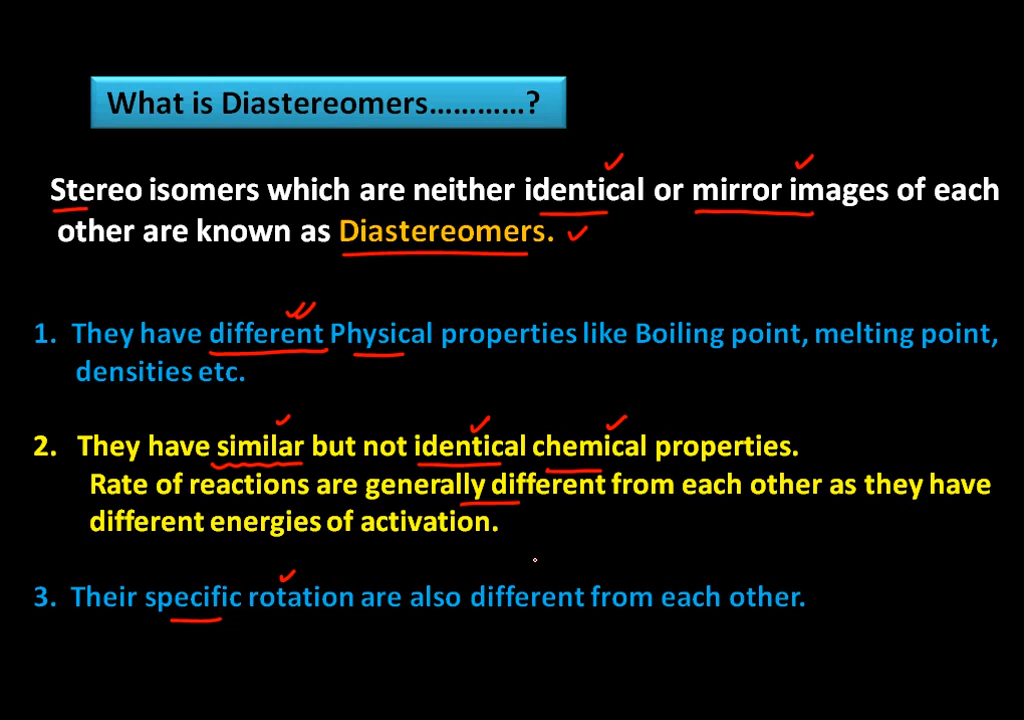 What is Diastereomers............?
Stereo isomers which are neither identical or mirror images of each
other are known as Diastereomers.
1. They have different Physical properties like Boiling point, melting point,
densities etc.
2. They have similar but not identical chemical properties.
Rate of reactions are generally different from each other as they have
different energies of activation.
3. Their specific rotation are also different from each other.